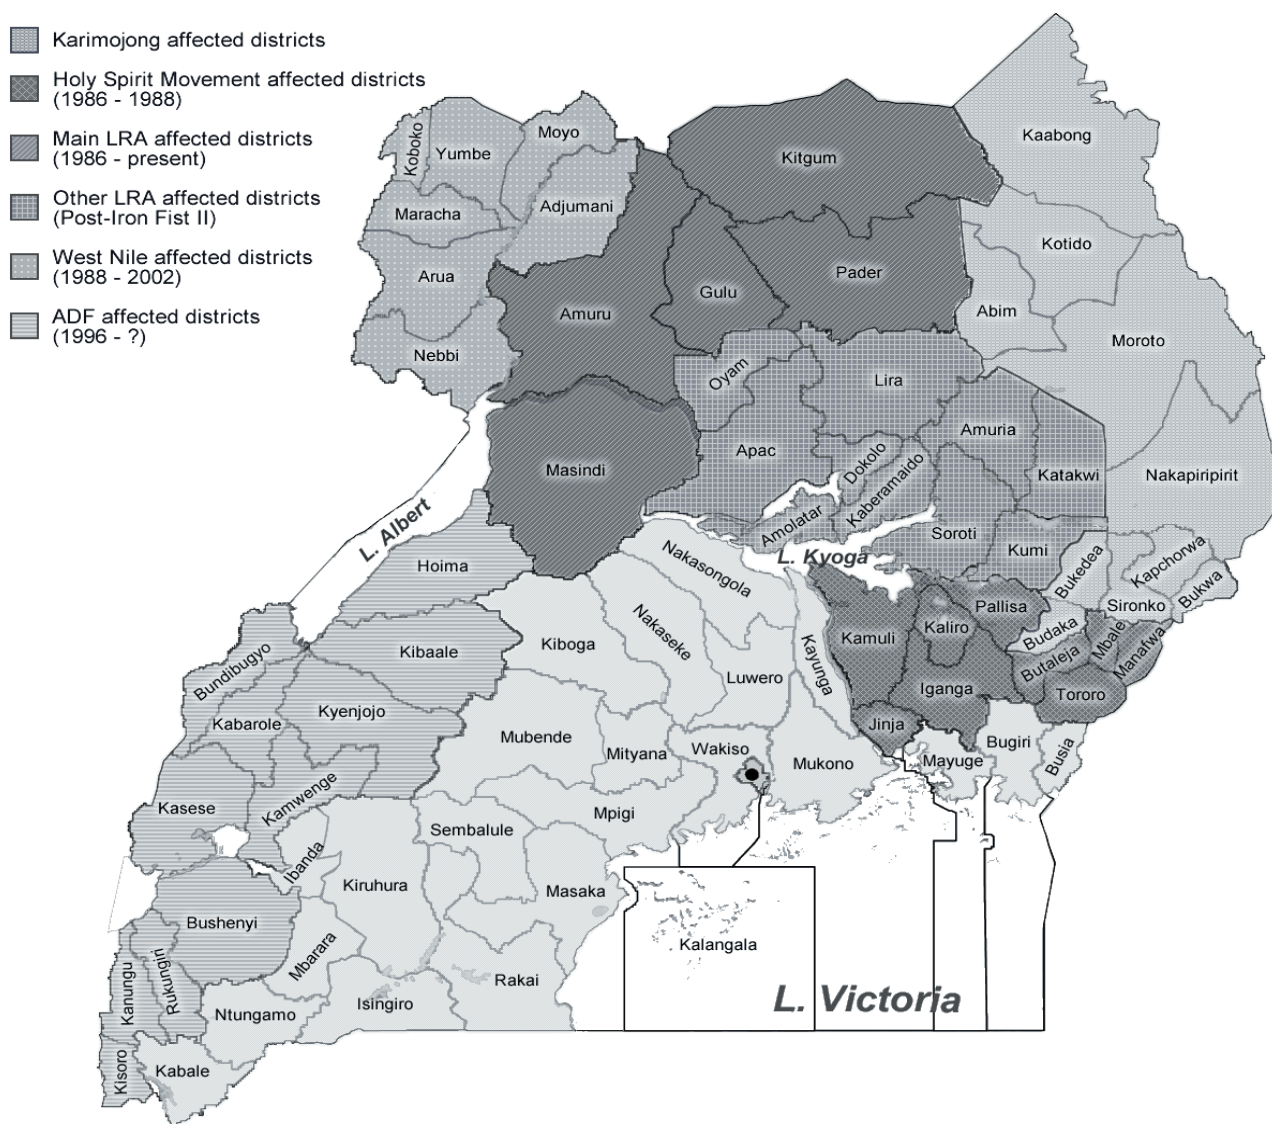 Karimojong affected districts
Holy Spirit Movement affected districts
(1986 - 1988)
Main LRA affected districts
(1986 - present)
Other LRA affected districts
(Post-Iron Fist II)
West Nile affected districts
(1988 - 2002)
ADF affected districts
(1996 - ?)
Koboko
Yumbe
Moyo
Kitgum
Kaabong
Maracha
Adjumani
Kotido
Arua
Amuru
Gulu
Pader
Abim
Moroto
Nebbi
Oyam
Lira
Amuria
Apac
Dokolo
Kaberamaido
Katakwi
Nakapiripirit
Masindi
L. Albert
Amolatar
Soroti
Kumi
Bukedea
Kapchorwa
Bukwa
L. Kyoga
Hoima
Nakasongola
Sironko
Pallisa
Kaliro
Kamuli
Budaka
Mbale
Manafwa
Butaleja
Tororo
Bundibugyo
Kibaale
Kiboga
Nakaseke
Luwero
Kayunga
Iganga
Jinja
Kabarole
Kyenjojo
Mubende
Mityana
Wakiso
Mukono
Mayuge
Bugiri
Busia
Kasese
Kamwenge
Mpigi
Sembalule
Ibanda
Kiruhura
Masaka
Bushenyi
Mbarara
Kalangala
Rukungiri
Kanungu
Ntungamo
Isingiro
Rakai
L. Victoria
Kisoro
Kabale